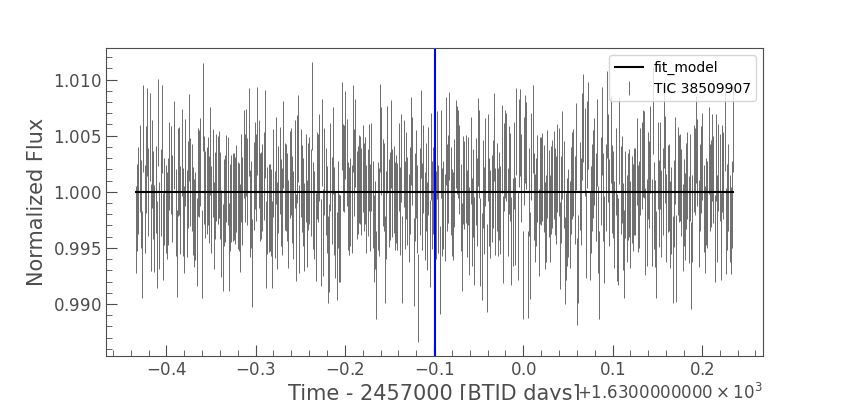 fit_model
TIC 38509907
1.010
1.005
1.000
0.995
0.990
Normalized Flux
−0.4
−0.3
−0.2
−0.1
0.0
0.1
0.2
Time - 2457000 [BTJD days]
+1.6300000000 × 10³